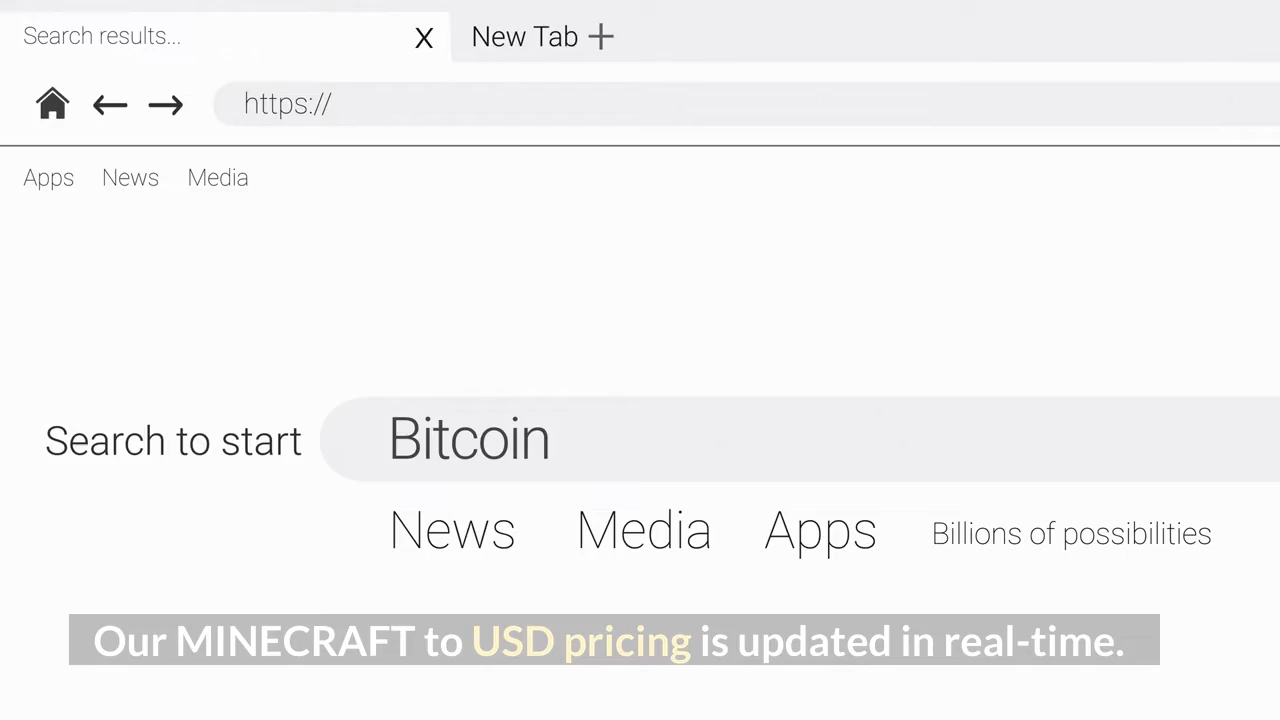 Search results... X New Tab +
https://
Apps News Media
Search to start Bitcoin
News Media Apps Billions of possibilities
Our MINECRAFT to USD pricing is updated in real-time.